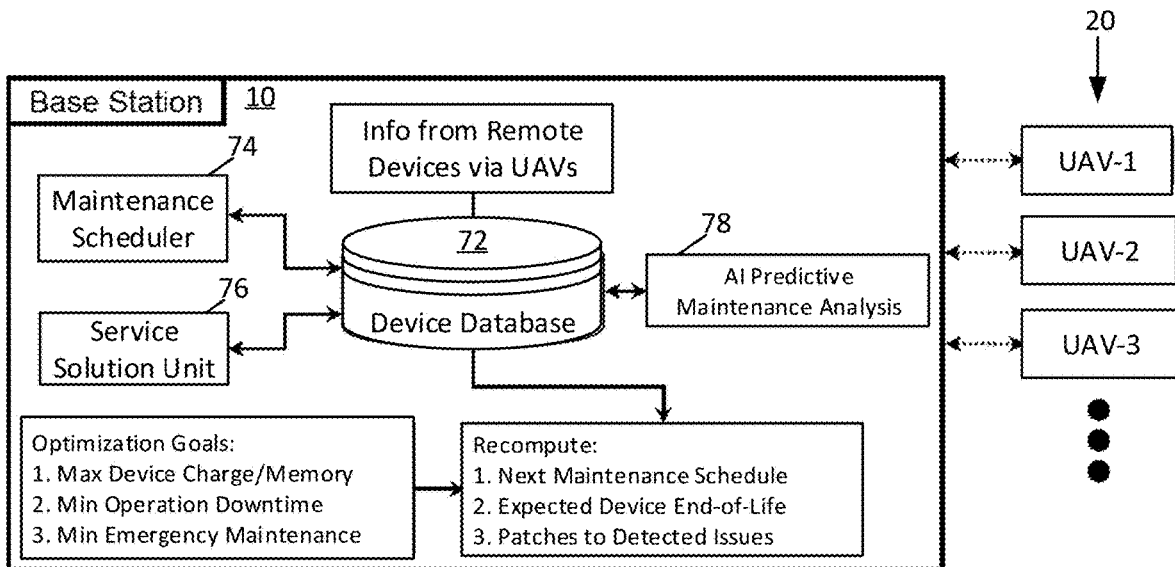 20
Base Station
10
74
Info from Remote
Devices via UAVs
UAV-1
Maintenance
Scheduler
72
78
UAV-2
AI Predictive
Maintenance Analysis
76
Device Database
Service
Solution Unit
UAV-3
Optimization Goals:
1. Max Device Charge/Memory
2. Min Operation Downtime
3. Min Emergency Maintenance
Recompute:
1. Next Maintenance Schedule
2. Expected Device End-of-Life
3. Patches to Detected Issues